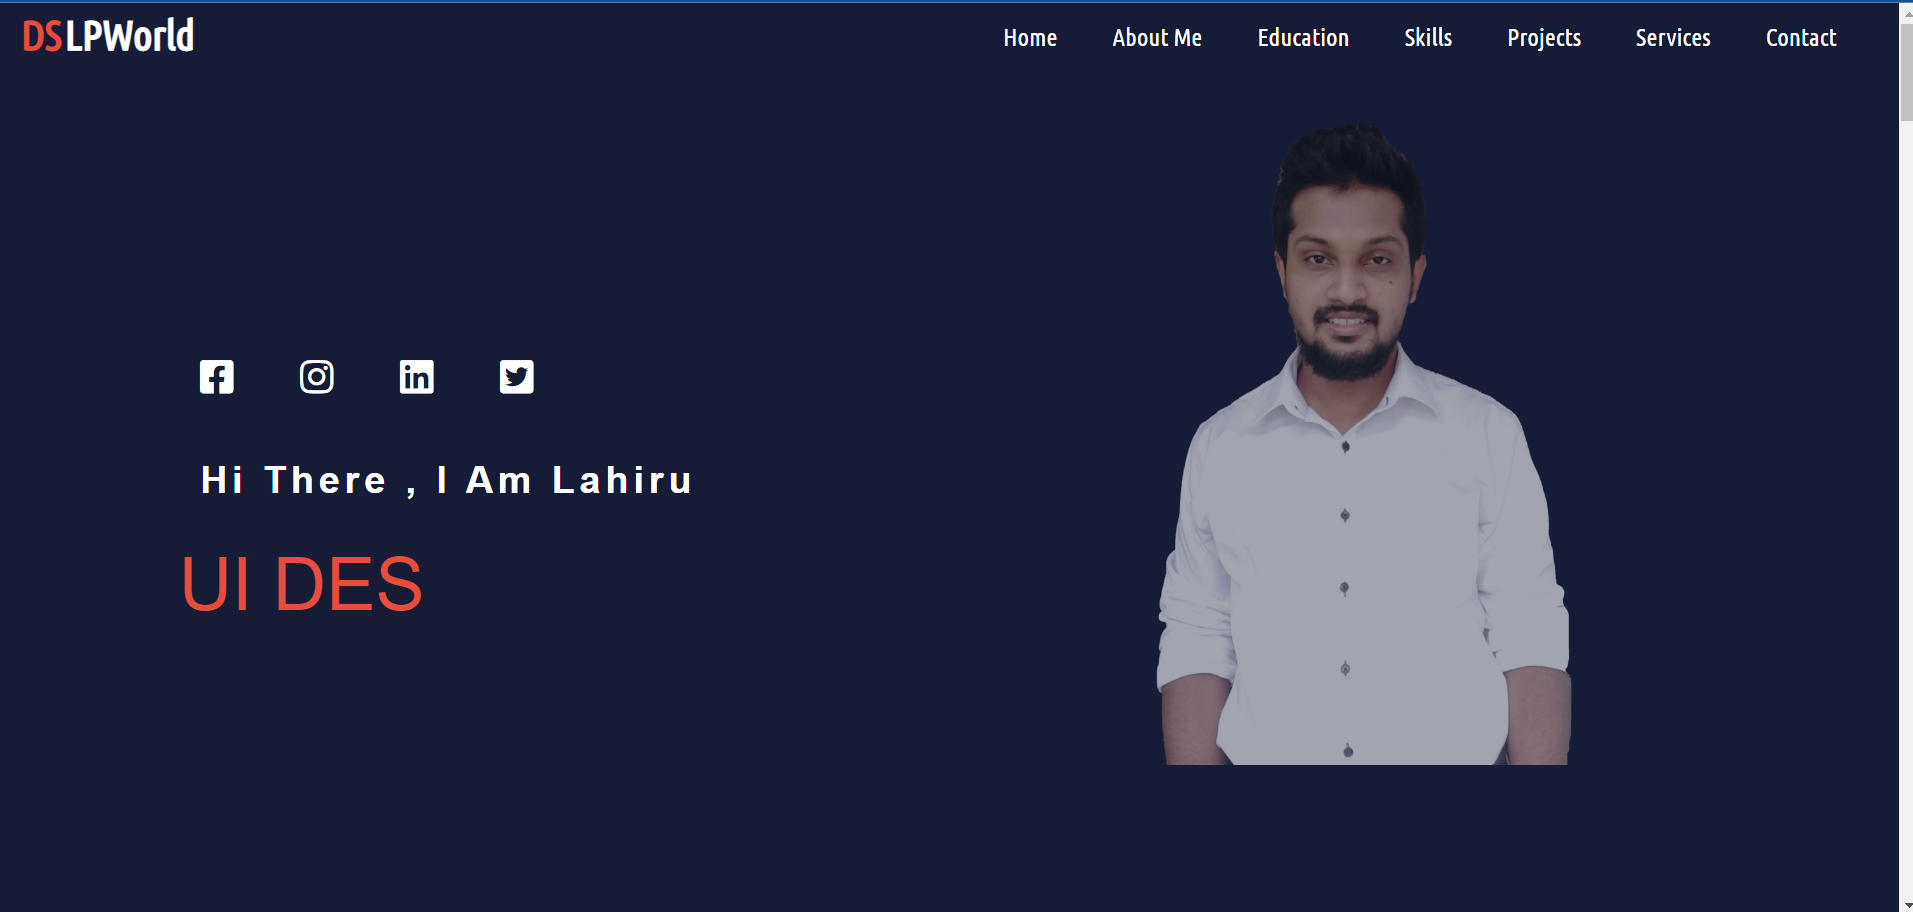 DSLPWorld
Home About Me Education Skills Projects Services Contact
Hi There , I Am Lahiru
UI DES